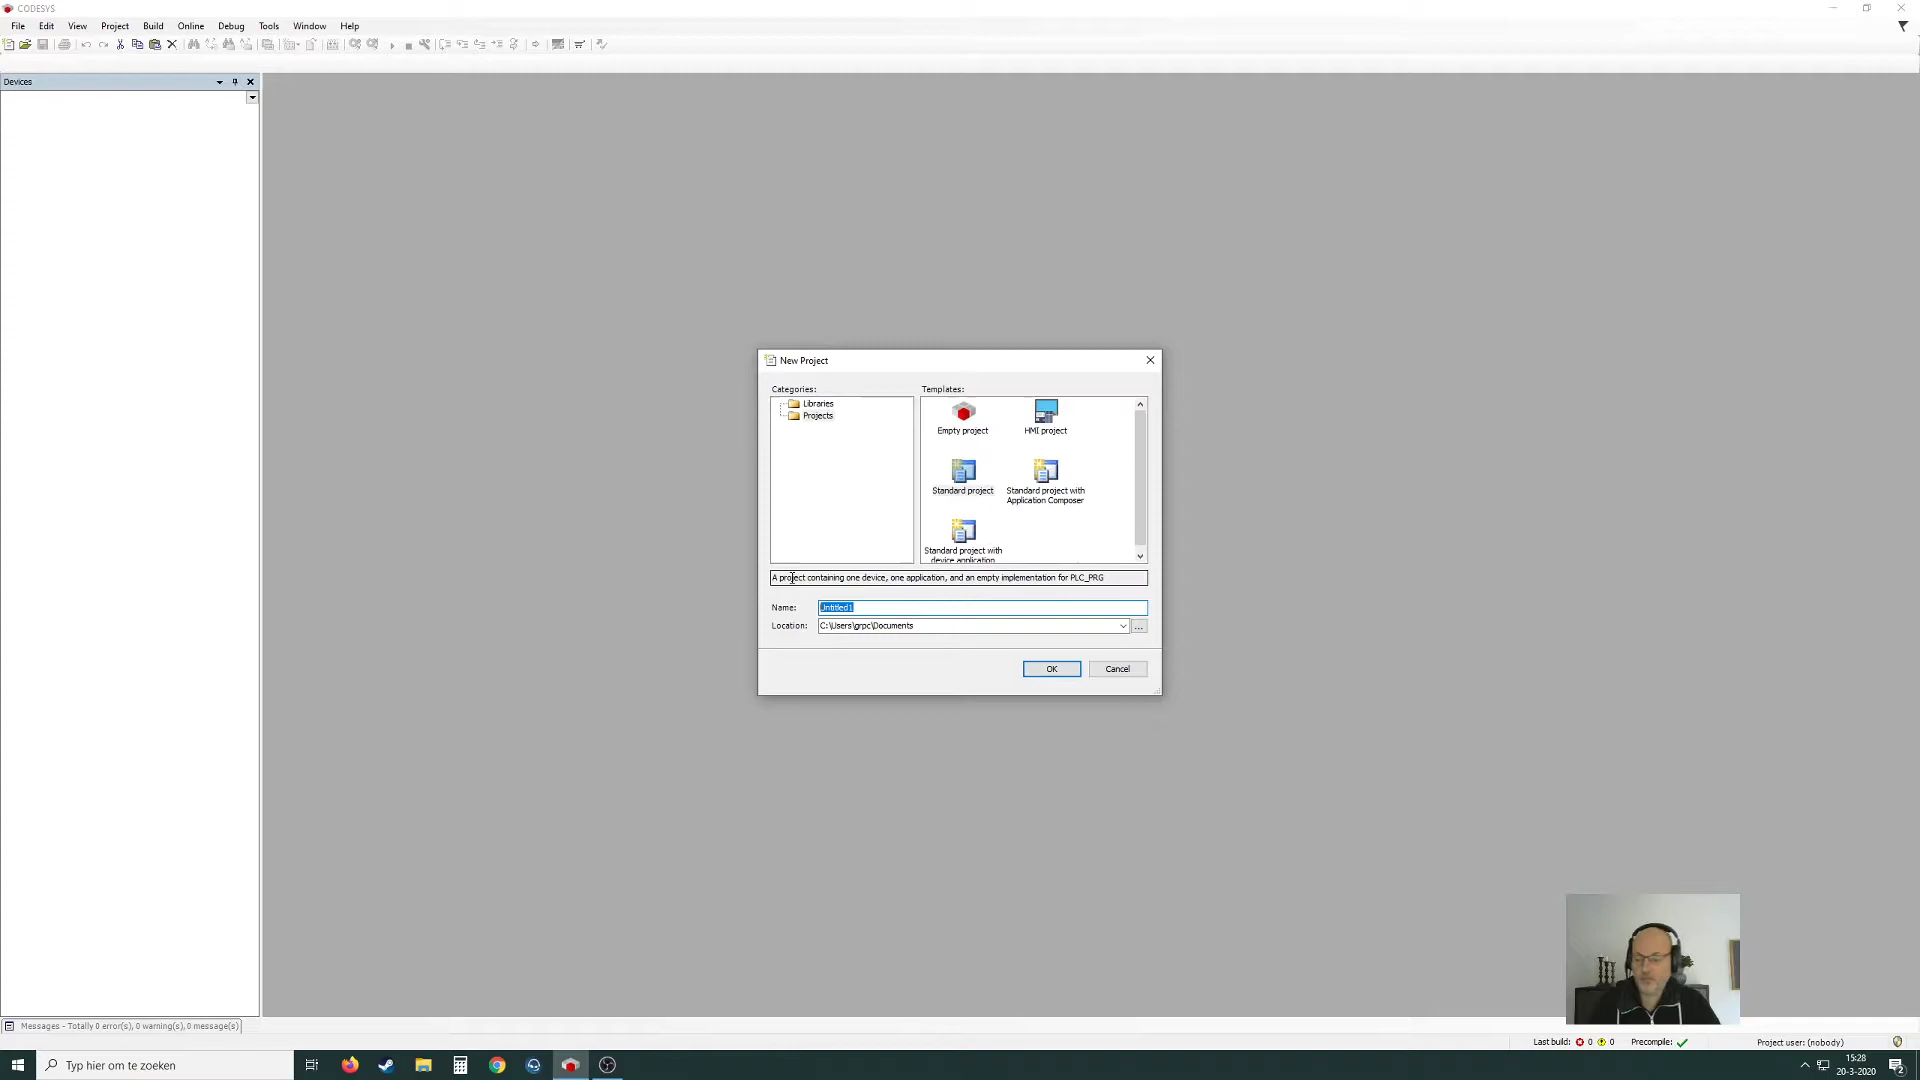 CODESYS
File Edit View Project Build Online Debug Tools Window Help
Devices
New Project
Categories:
Templates:
Libraries
Projects
Empty project
HMI project
Standard project
Standard project with
Application Composer
Standard project with
device application
A project containing one device, one application, and an empty implementation for PLC_PRG
Name:
Untitled1
Location:
C:\Users\grpc\Documents
...
OK
Cancel
Messages - Totally 0 error(s), 0 warning(s), 0 message(s)
Last build: 0 0 Precompile: Project user: (nobody)
Typ hier om te zoeken
15:28
20-3-2020
2